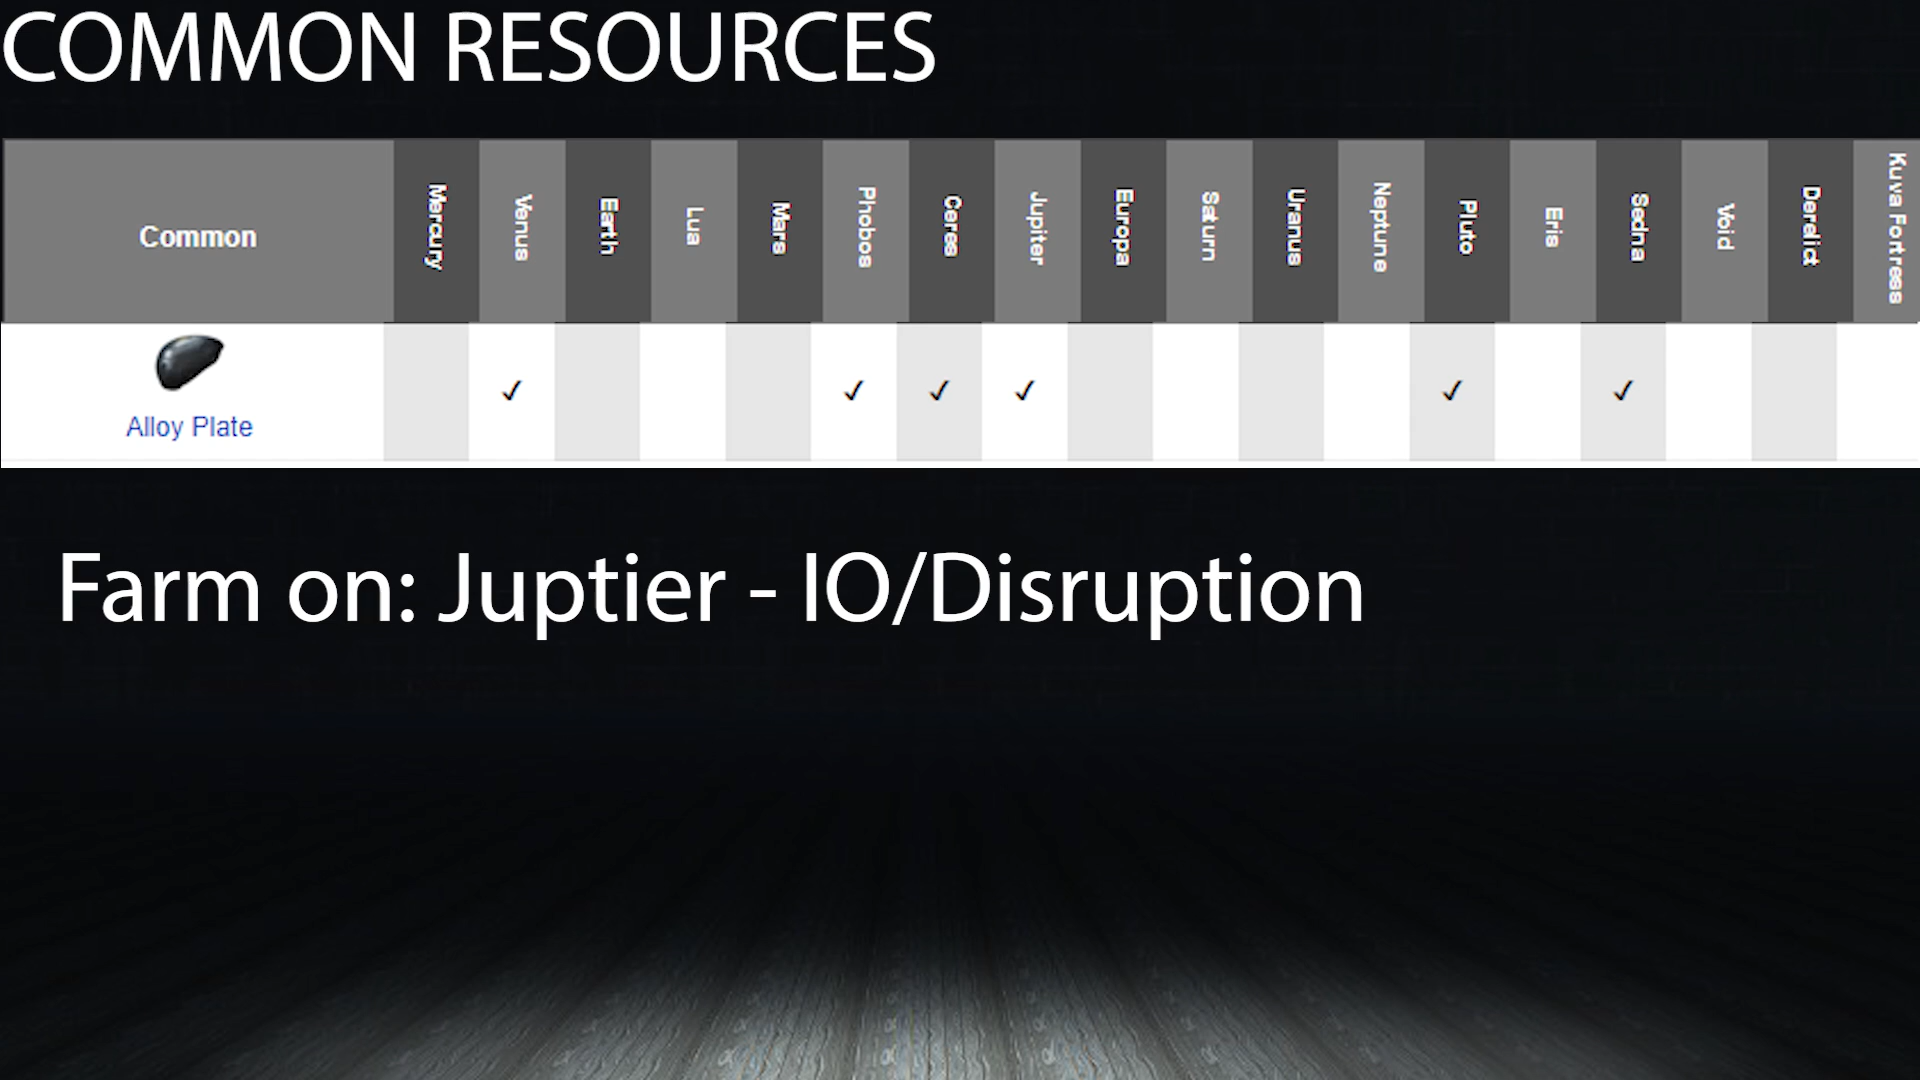 COMMON RESOURCES
Common Mercury Venus Earth Lua Mars Phobos Ceres Jupiter Europa Saturn Uranus Neptune Pluto Eris Sedna Void Derelict Kuva Fortress
Alloy Plate ✓ ✓ ✓ ✓ ✓ ✓
Farm on: Juptier - IO/Disruption